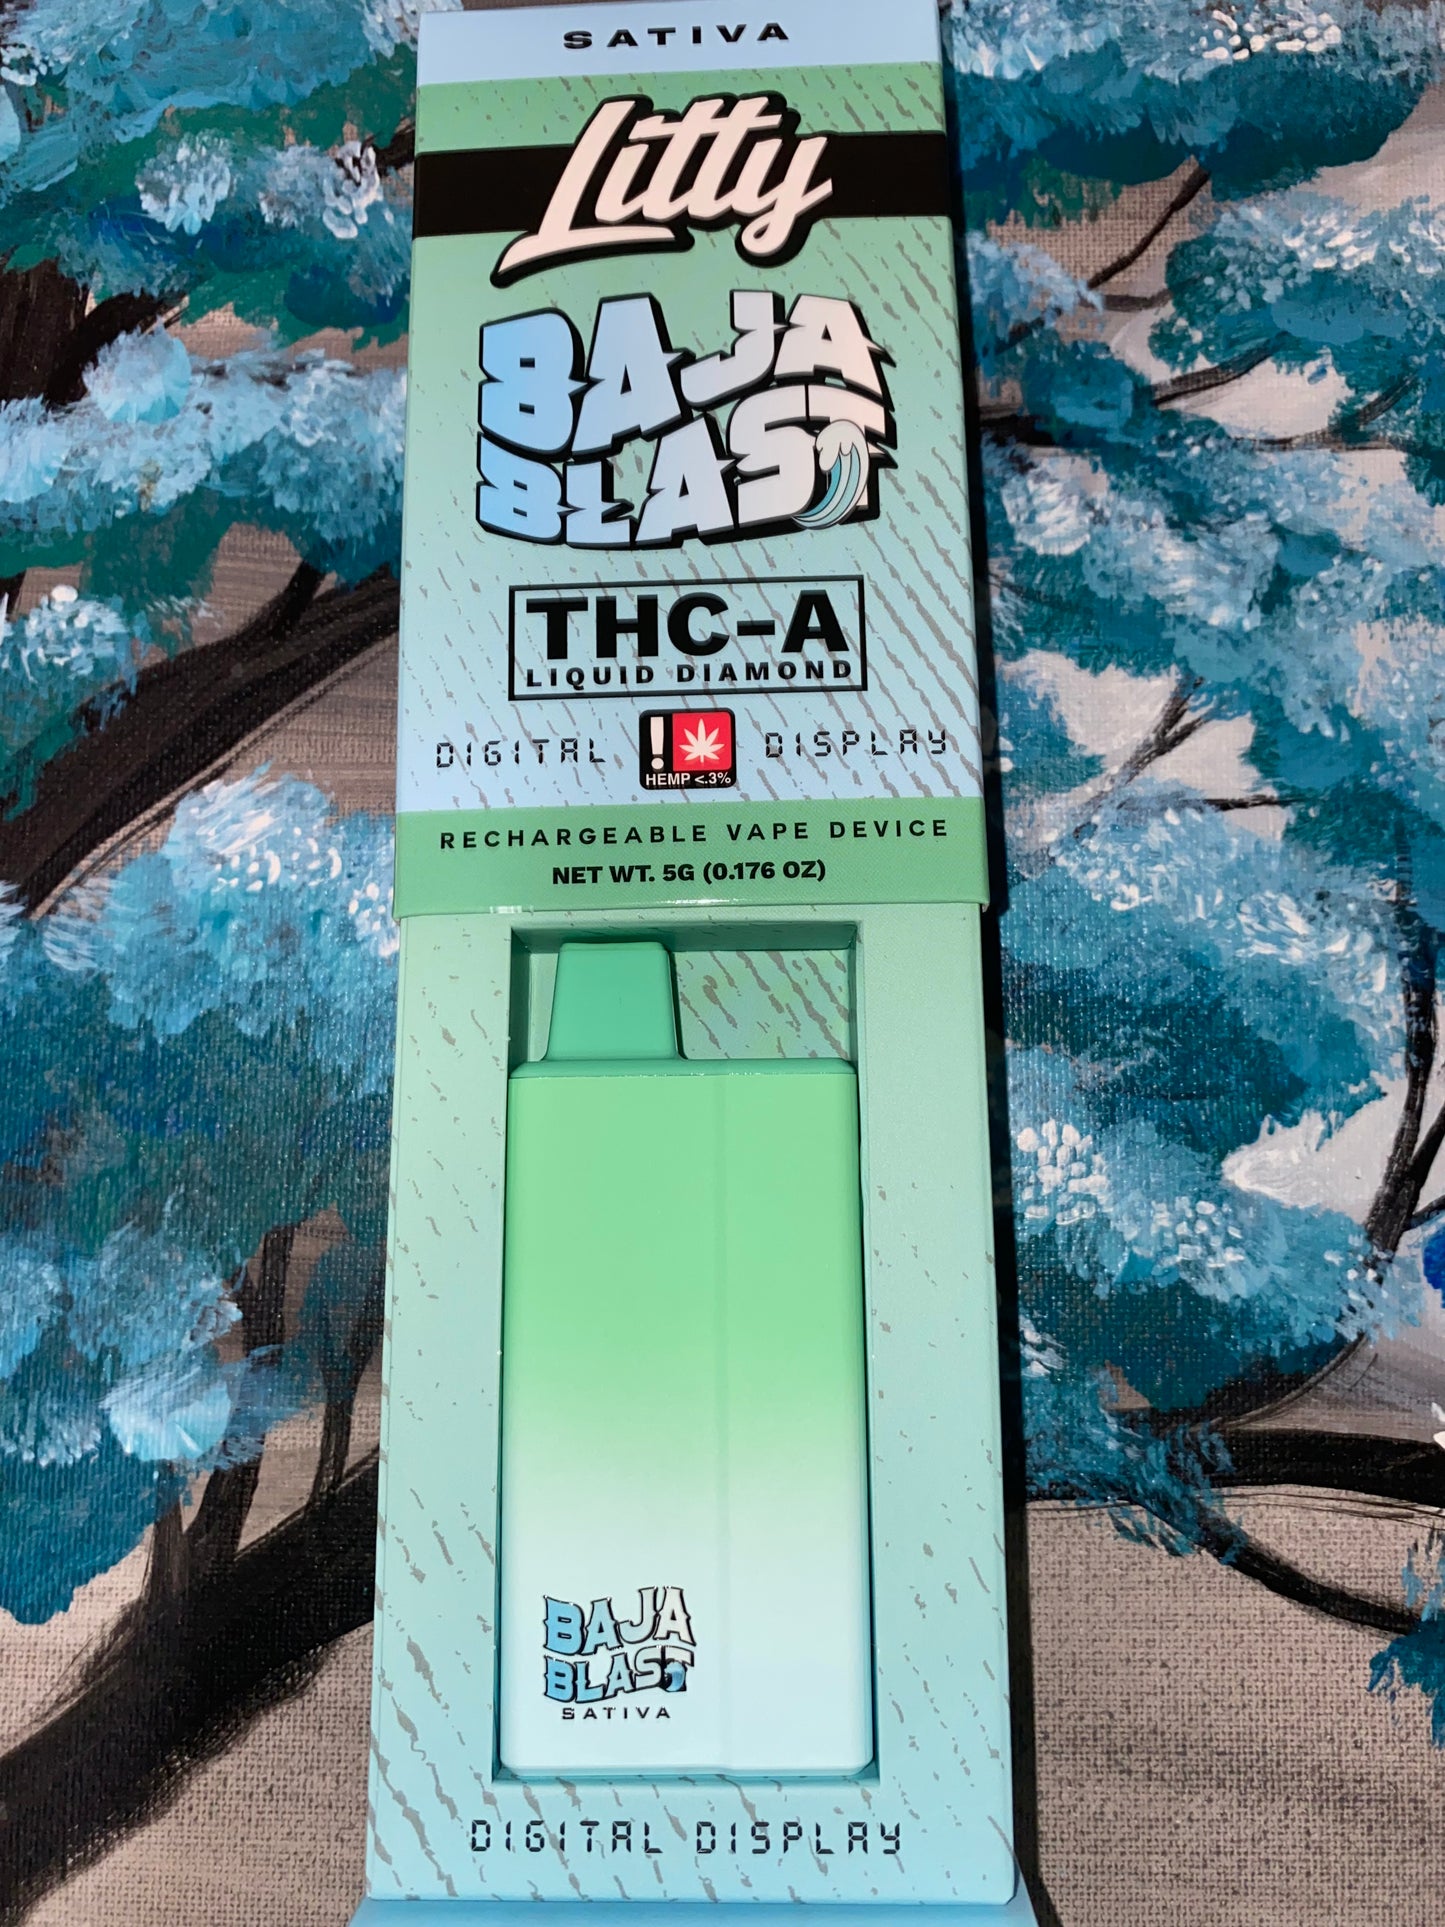 SATIVA
Litty
BAJA
BLAST
THC-A
LIQUID DIAMOND
DIGITAL DISPLAY
!
HEMP <.3%
RECHARGEABLE VAPE DEVICE
NET WT. 5G (0.176 OZ)
BAJA
BLAST
SATIVA
DIGITAL DISPLAY